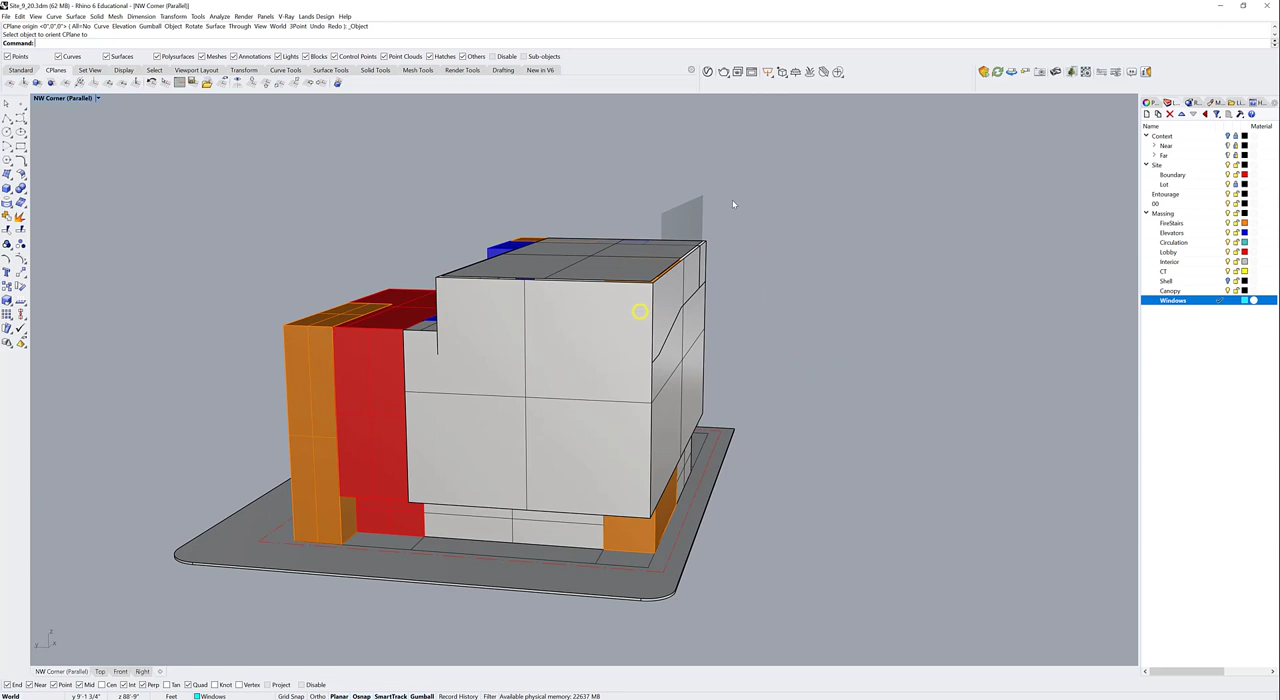 Site_9_20.3dm (62 MB) - Rhino 6 Educational - [NW Corner (Parallel)]
File Edit View Curve Surface Solid Mesh Dimension Transform Tools Analyze Render Panels V-Ray Lands Design Help
CPlane origin <0",0",0"> ( All=No Curve Elevation Gumball Object Rotate Surface Through View World 3Point Undo Redo ): _Object
Select object to orient CPlane to
Command:
Points Curves Surfaces Polysurfaces Meshes Annotations Lights Blocks Control Points Point Clouds Hatches Others Disable Sub-objects
Standard CPlanes Set View Display Select Viewport Layout Transform Curve Tools Surface Tools Solid Tools Mesh Tools Render Tools Drafting New in V6
NW Corner (Parallel)
Name Material
Context
Near
Far
Site
Boundary
Lot
Entourage
00
Massing
FireStairs
Elevators
Circulation
Lobby
Interior
CT
Shell
Canopy
Windows
z
y x
NW Corner (Parallel) Top Front Right
End Near Point Mid Cen Int Perp Tan Quad Knot Vertex Project Disable
World y 9'-1 3/4" z 88'-9" Feet Windows Grid Snap Ortho Planar Osnap SmartTrack Gumball Record History Filter Available physical memory: 22637 MB